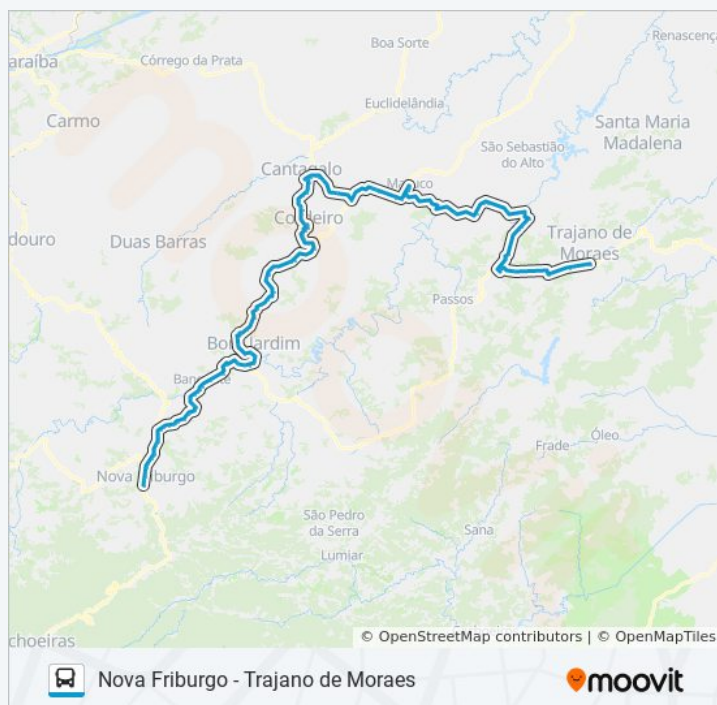 Renascença
Boa Sorte
Córrego da Prata
araíba
Euclidelândia
Carmo
Santa Maria
Madalena
São Sebastião
do Alto
Cantagalo
Macuco
Cordeiro
Trajano de
Moraes
douro
Duas Barras
Passos
Bom Jardim
Banquete
Óleo
Frade
Nova Friburgo
São Pedro
da Serra
Sana
Lumiar
choeiras
© OpenStreetMap contributors | © OpenMapTiles
Nova Friburgo - Trajano de Moraes
moovit